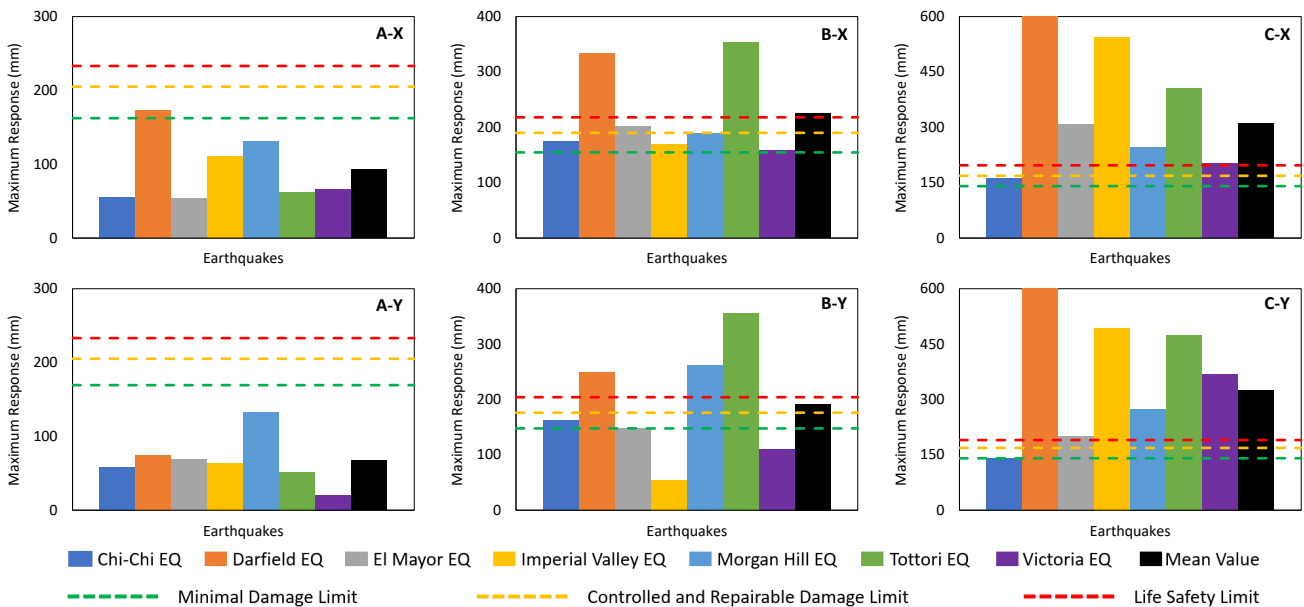 A-X
Maximum Response (mm)
300
200
100
0
Earthquakes
B-X
Maximum Response (mm)
400
300
200
100
0
Earthquakes
C-X
Maximum Response (mm)
600
450
300
150
0
Earthquakes
A-Y
Maximum Response (mm)
300
200
100
0
Earthquakes
B-Y
Maximum Response (mm)
400
300
200
100
0
Earthquakes
C-Y
Maximum Response (mm)
600
450
300
150
0
Earthquakes
Chi-Chi EQ Darfield EQ El Mayor EQ Imperial Valley EQ Morgan Hill EQ Tottori EQ Victoria EQ Mean Value
Minimal Damage Limit Controlled and Repairable Damage Limit Life Safety Limit